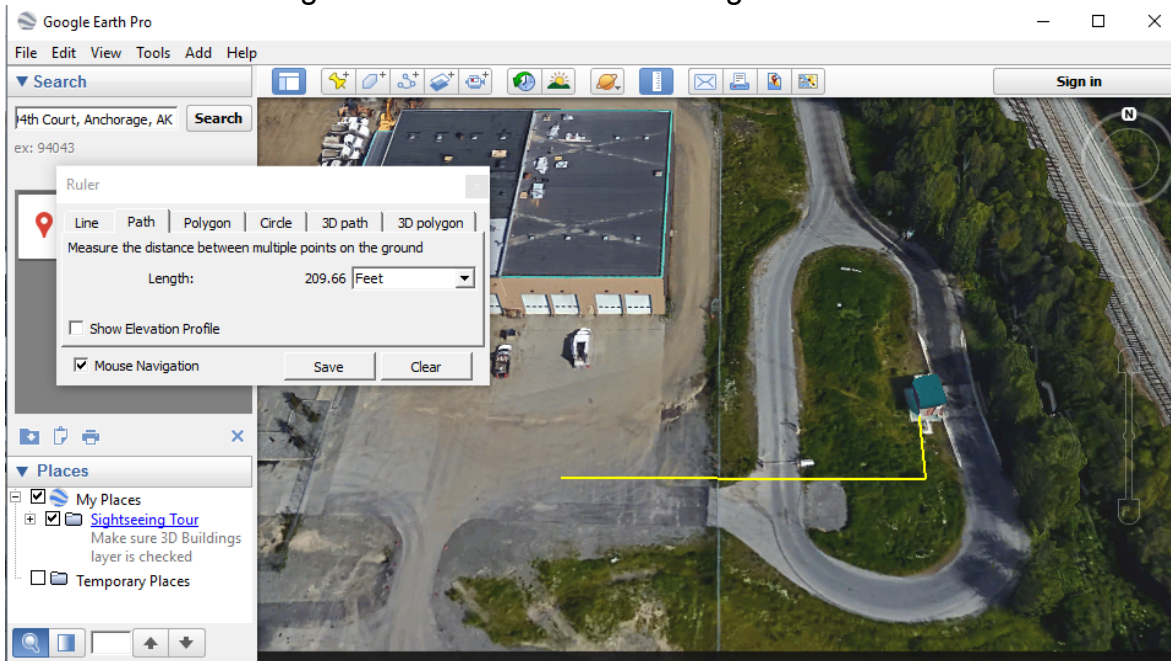 Google Earth Pro
File Edit View Tools Add Help
Search
Sign in
4th Court, Anchorage, AK Search
ex: 94043
N
Ruler
Line Path Polygon Circle 3D path 3D polygon
Measure the distance between multiple points on the ground
Length: 209.66 Feet
Show Elevation Profile
Mouse Navigation Save Clear
Places
My Places
Sightseeing Tour
Make sure 3D Buildings
layer is checked
Temporary Places